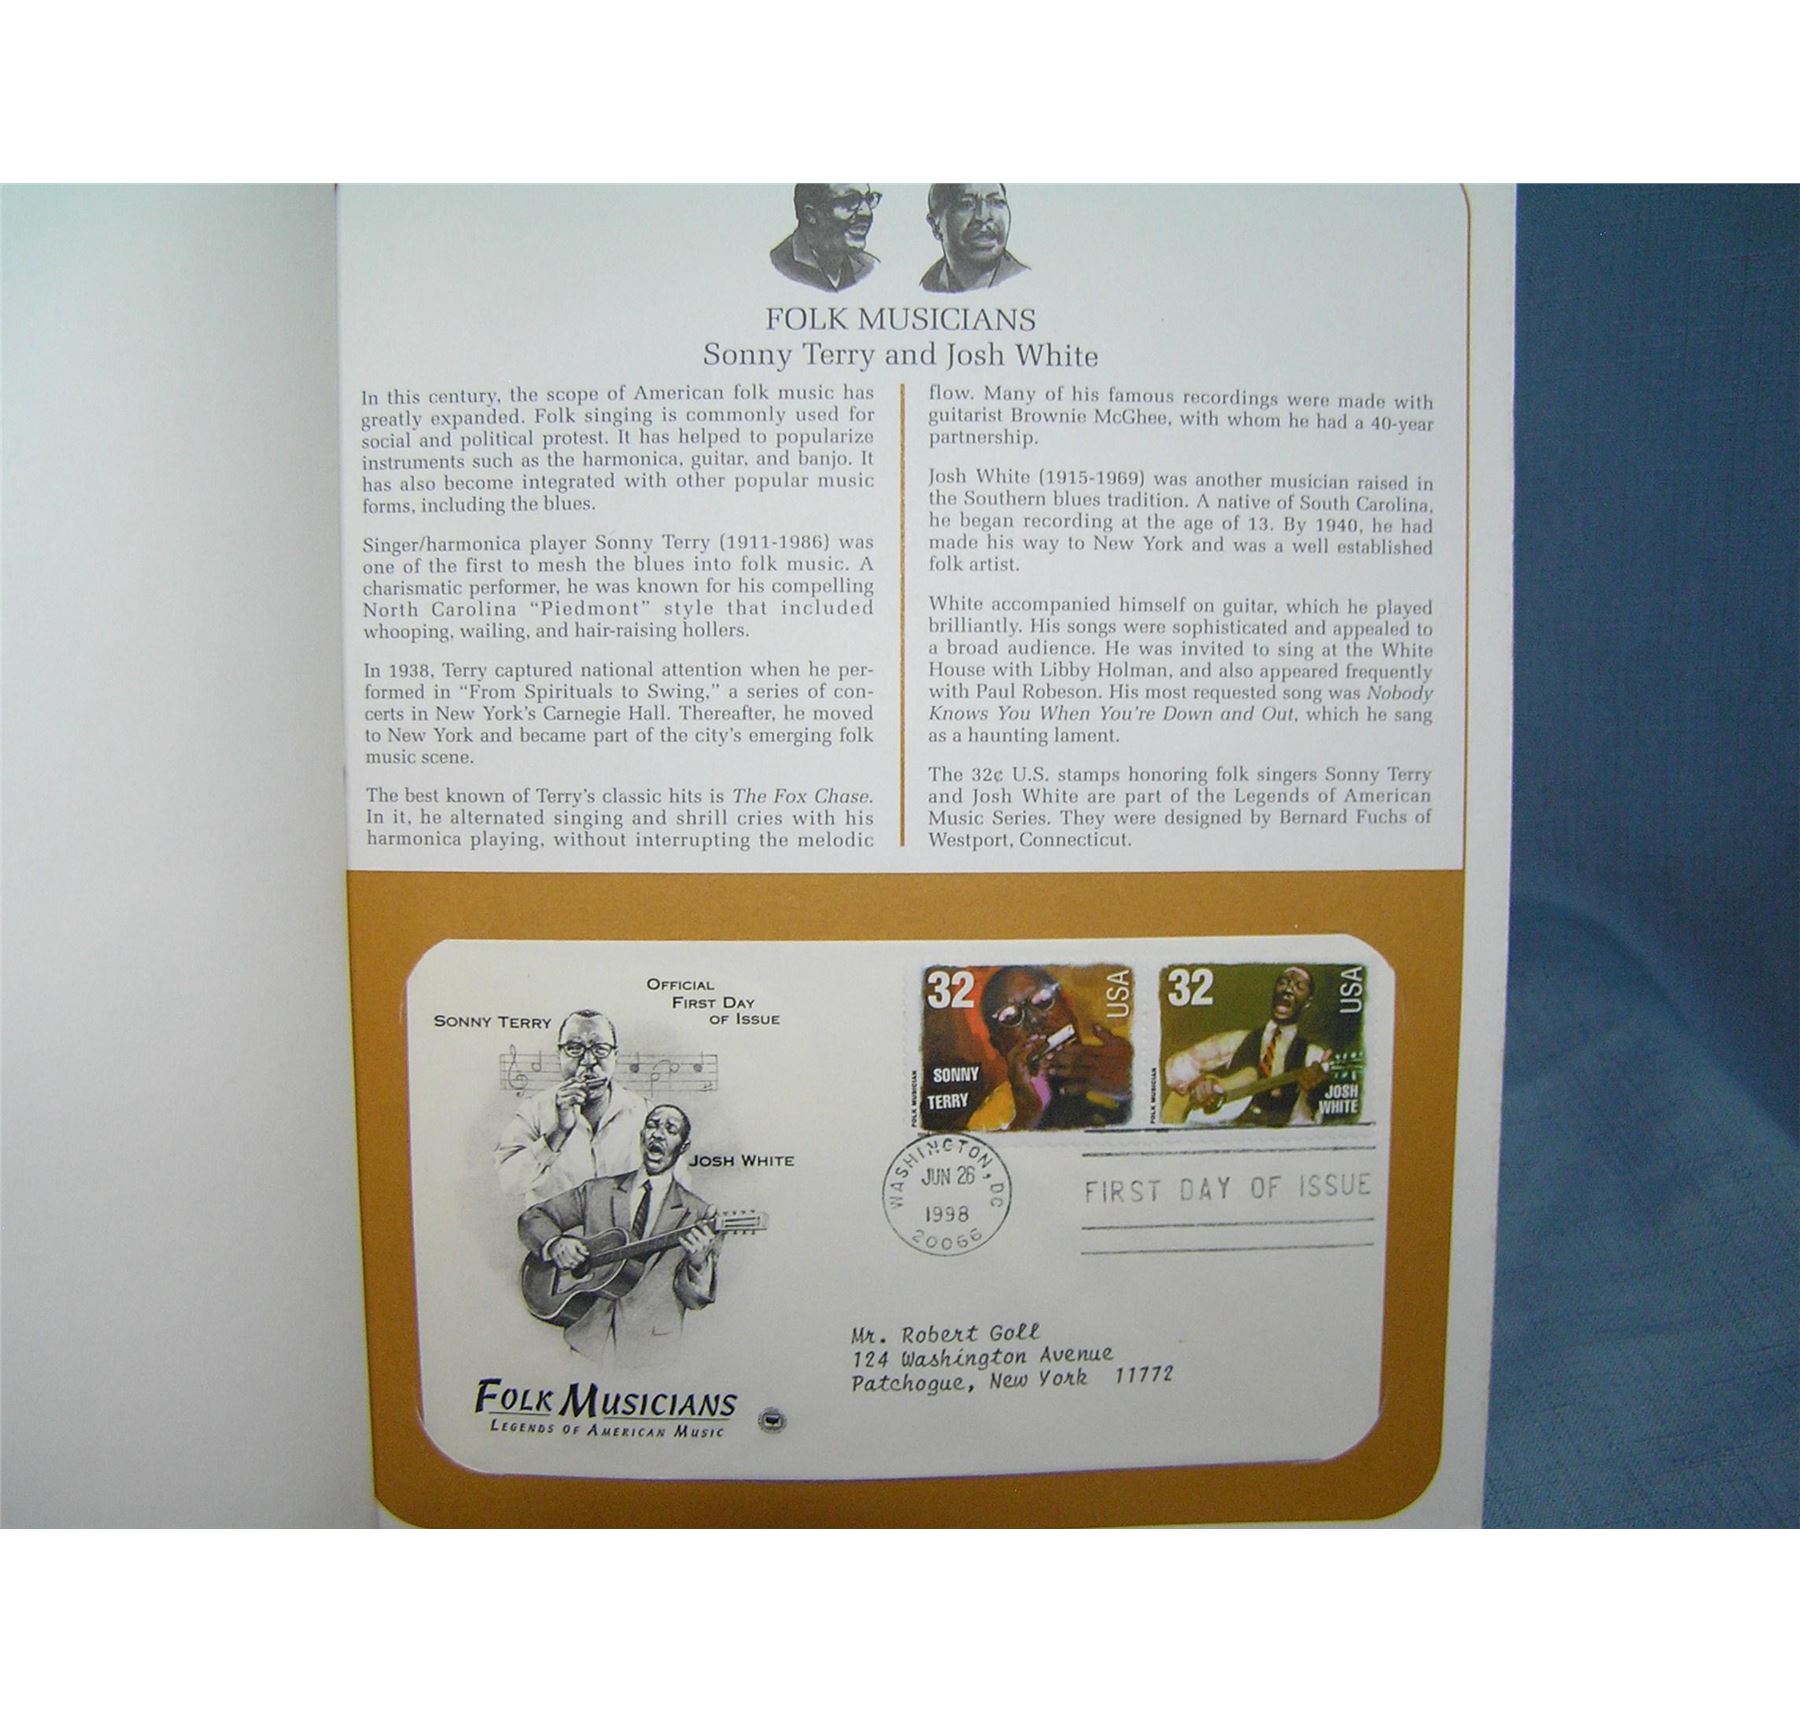 FOLK MUSICIANS
Sonny Terry and Josh White
In this century, the scope of American folk music has
greatly expanded. Folk singing is commonly used for
social and political protest. It has helped to popularize
instruments such as the harmonica, guitar, and banjo. It
has also become integrated with other popular music
forms, including the blues.
Singer/harmonica player Sonny Terry (1911-1986) was
one of the first to mesh the blues into folk music. A
charismatic performer, he was known for his compelling
North Carolina “Piedmont” style that included
whooping, wailing, and hair-raising hollers.
In 1938, Terry captured national attention when he per-
formed in “From Spirituals to Swing,” a series of con-
certs in New York's Carnegie Hall. Thereafter, he moved
to New York and became part of the city's emerging folk
music scene.
The best known of Terry's classic hits is The Fox Chase.
In it, he alternated singing and shrill cries with his
harmonica playing, without interrupting the melodic
flow. Many of his famous recordings were made with
guitarist Brownie McGhee, with whom he had a 40-year
partnership.
Josh White (1915-1969) was another musician raised in
the Southern blues tradition. A native of South Carolina,
he began recording at the age of 13. By 1940, he had
made his way to New York and was a well established
folk artist.
White accompanied himself on guitar, which he played
brilliantly. His songs were sophisticated and appealed to
a broad audience. He was invited to sing at the White
House with Libby Holman, and also appeared frequently
with Paul Robeson. His most requested song was Nobody
Knows You When You're Down and Out, which he sang
as a haunting lament.
The 32¢ U.S. stamps honoring folk singers Sonny Terry
and Josh White are part of the Legends of American
Music Series. They were designed by Bernard Fuchs of
Westport, Connecticut.
OFFICIAL
FIRST DAY
OF ISSUE
SONNY TERRY
JOSH WHITE
FOLK MUSICIANS
LEGENDS OF AMERICAN MUSIC
32
USA
FOLK MUSICIAN
SONNY
TERRY
32
USA
FOLK MUSICIAN
JOSH
WHITE
WASHINGTON, DC
JUN 26
1998
20066
FIRST DAY OF ISSUE
Mr. Robert Goll
124 Washington Avenue
Patchogue, New York 11772